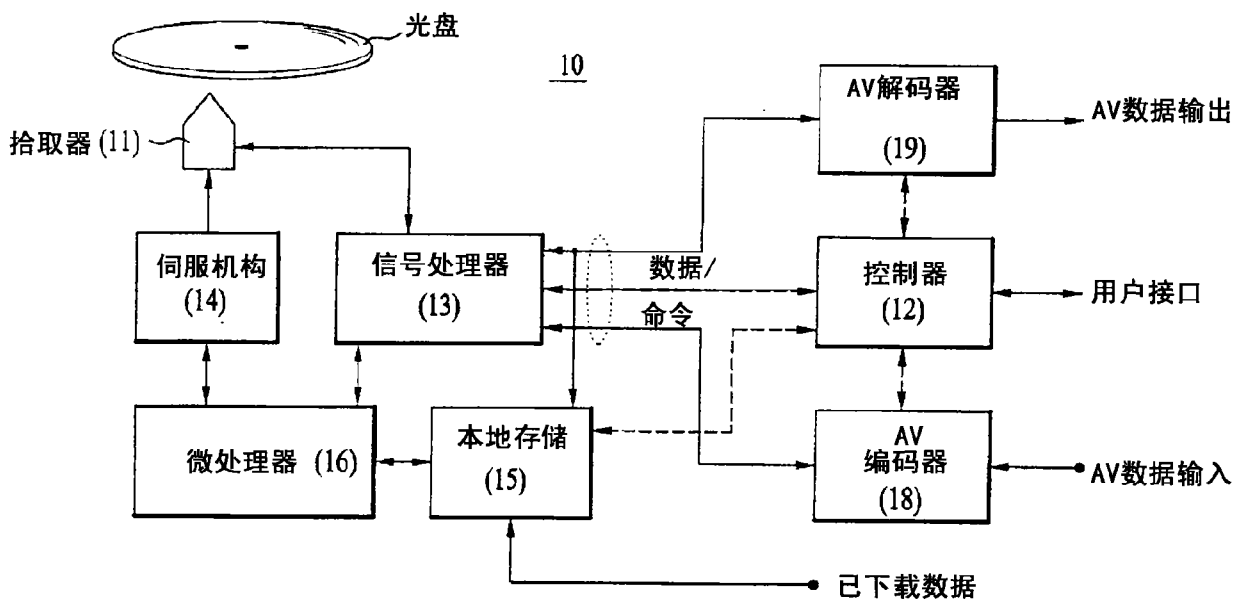 光盘
10
拾取器(11)
AV解码器
(19)
AV数据输出
伺服机构
(14)
信号处理器
(13)
数据/
命令
控制器
(12)
用户接口
微处理器 (16)
本地存储
(15)
AV
编码器
(18)
AV数据输入
已下载数据